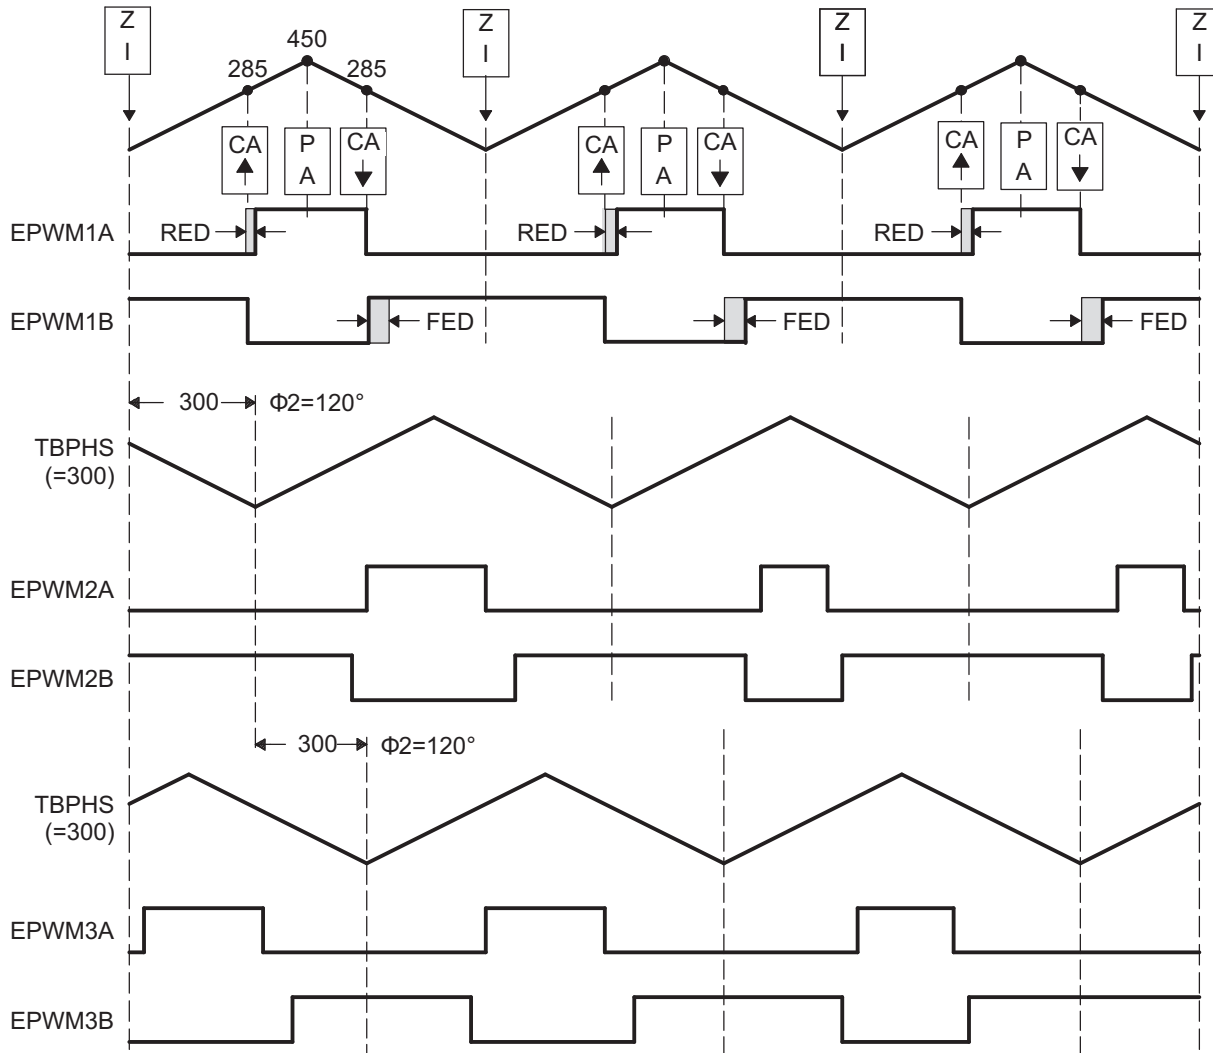 Z
I
Z
I
Z
I
Z
I
450
285
285
CA
P
A
CA
CA
P
A
CA
CA
P
A
CA
EPWM1A
RED
RED
RED
EPWM1B
FED
FED
FED
300
Φ2=120°
TBPHS
(=300)
EPWM2A
EPWM2B
300
Φ2=120°
TBPHS
(=300)
EPWM3A
EPWM3B